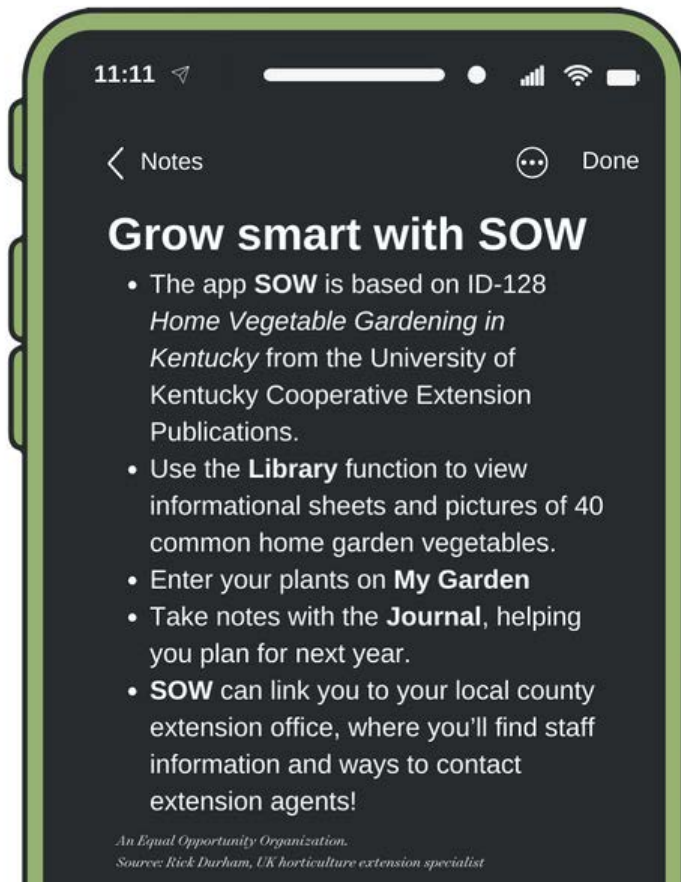 11:11
Notes
Done
Grow smart with SOW
• The app SOW is based on ID-128
Home Vegetable Gardening in
Kentucky from the University of
Kentucky Cooperative Extension
Publications.
• Use the Library function to view
informational sheets and pictures of 40
common home garden vegetables.
• Enter your plants on My Garden
• Take notes with the Journal, helping
you plan for next year.
• SOW can link you to your local county
extension office, where you’ll find staff
information and ways to contact
extension agents!
An Equal Opportunity Organization.
Source: Rick Durham, UK horticulture extension specialist